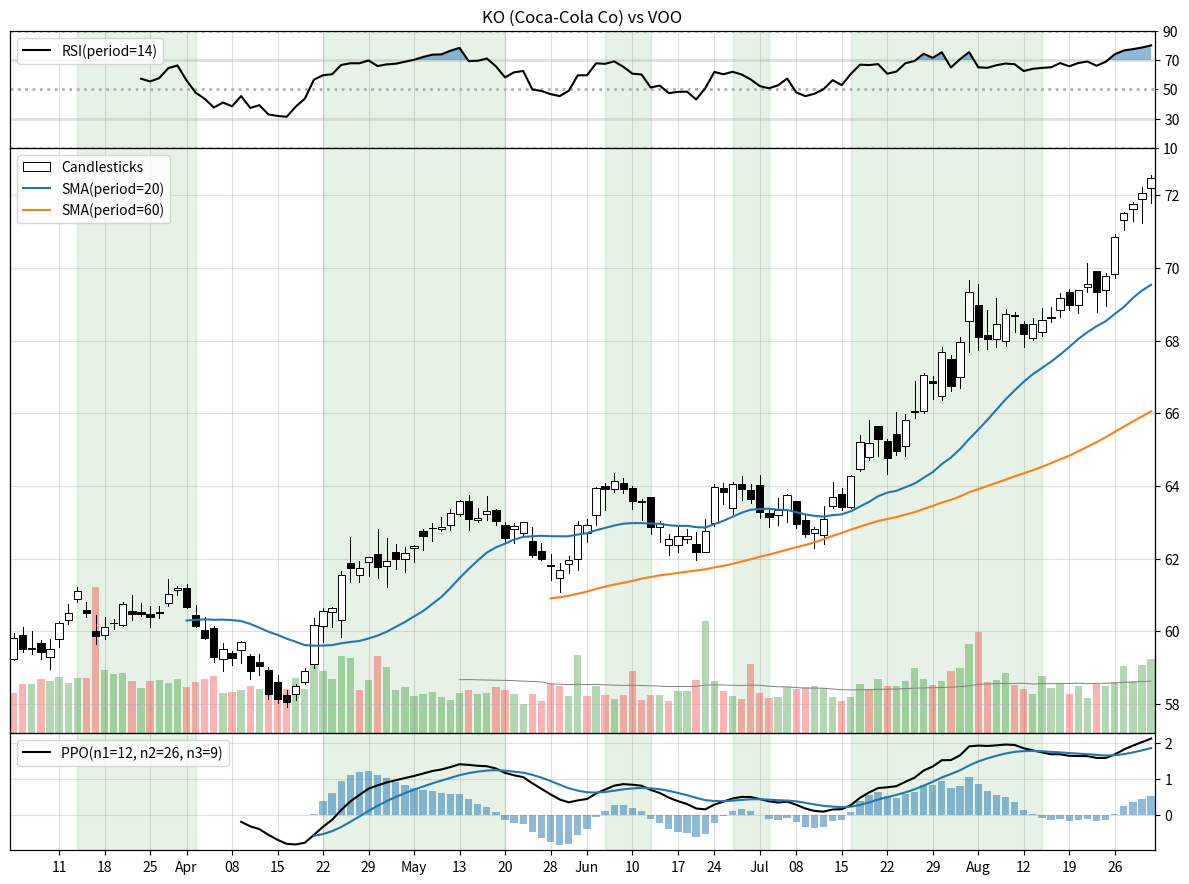 KO (Coca-Cola Co) vs VOO
RSI(period=14)
90
70
50
30
10
Candlesticks
SMA(period=20)
SMA(period=60)
72
70
68
66
64
62
60
58
PPO(n1=12, n2=26, n3=9)
2
1
0
11 18 25 Apr 08 15 22 29 May 13 20 28 Jun 10 17 24 Jul 08 15 22 29 Aug 12 19 26